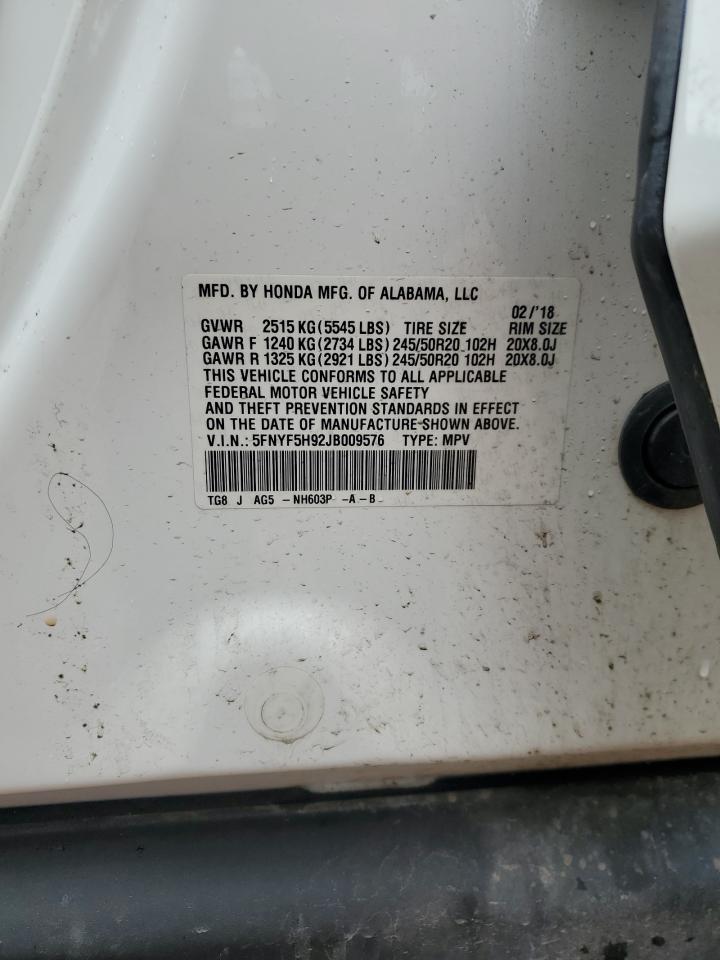 MFD. BY HONDA MFG. OF ALABAMA, LLC
02/'18
GVWR 2515 KG(5545 LBS) TIRE SIZE RIM SIZE
GAWR F 1240 KG(2734 LBS) 245/50R20 102H 20X8.0J
GAWR R 1325 KG(2921 LBS) 245/50R20 102H 20X8.0J
THIS VEHICLE CONFORMS TO ALL APPLICABLE
FEDERAL MOTOR VEHICLE SAFETY
AND THEFT PREVENTION STANDARDS IN EFFECT
ON THE DATE OF MANUFACTURE SHOWN ABOVE.
V.I.N.: 5FNYF5H92JB009576 TYPE: MPV
TG8 J AG5 - NH603P -A - B